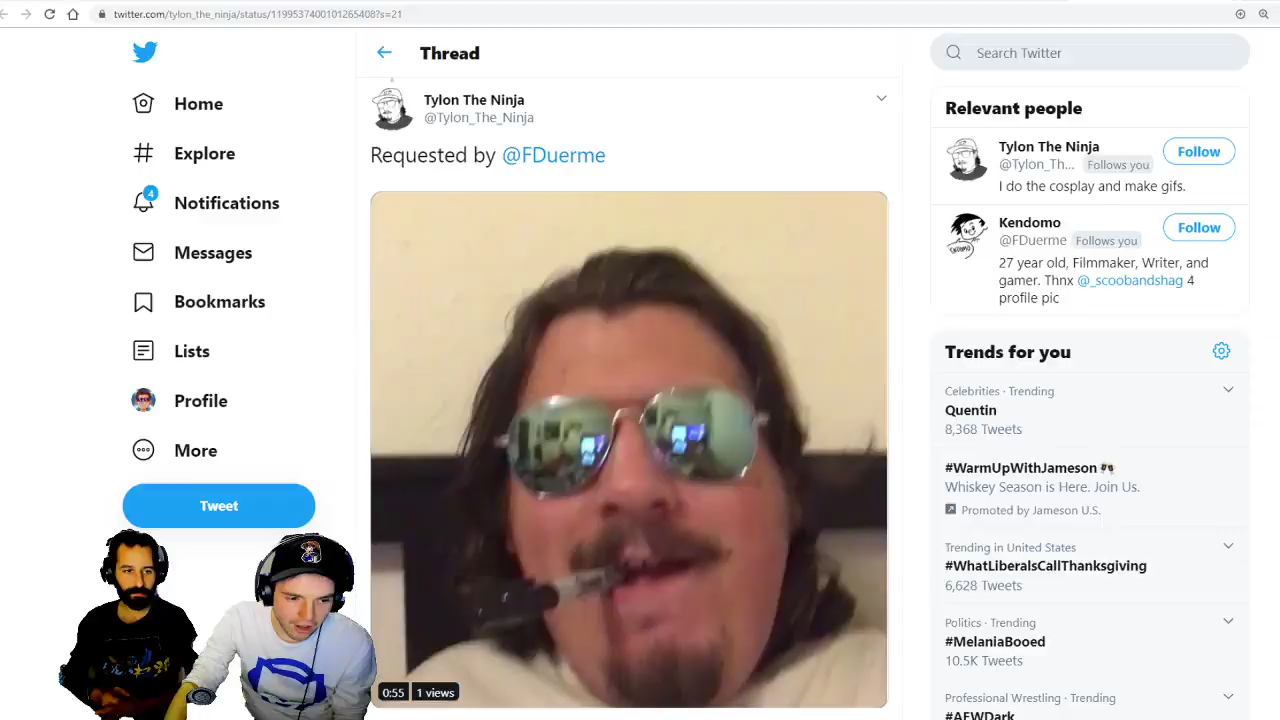 twitter.com/tylon_the_ninja/status/1199537400101265408?s=21
Home
Explore
4
Notifications
Messages
Bookmarks
Lists
Profile
More
Tweet
Thread
Tylon The Ninja
@Tylon_The_Ninja
Requested by @FDuerme
0:55
1 views
Search Twitter
Relevant people
Tylon The Ninja
@Tylon_Th... Follows you
Follow
I do the cosplay and make gifs.
Kendomo
@FDuerme Follows you
Follow
27 year old, Filmmaker, Writer, and
gamer. Thnx @_scoobandshag 4
profile pic
Trends for you
Celebrities · Trending
Quentin
8,368 Tweets
#WarmUpWithJameson
Whiskey Season is Here. Join Us.
Promoted by Jameson U.S.
Trending in United States
#WhatLiberalsCallThanksgiving
6,628 Tweets
Politics · Trending
#MelaniaBooed
10.5K Tweets
Professional Wrestling · Trending
#AEWDark